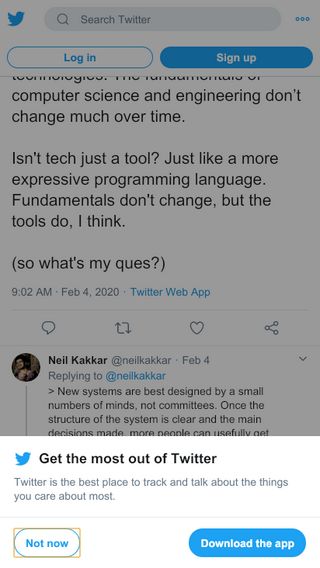 Search Twitter
Log in
Sign up
technologies. The fundamentals of
computer science and engineering don’t
change much over time.
Isn't tech just a tool? Just like a more
expressive programming language.
Fundamentals don't change, but the
tools do, I think.
(so what's my ques?)
9:02 AM · Feb 4, 2020 · Twitter Web App
Neil Kakkar @neilkakkar · Feb 4
Replying to @neilkakkar
> New systems are best designed by a small
numbers of minds, not committees. Once the
structure of the system is clear and the main
decisions made, more people can usefully get
Get the most out of Twitter
Twitter is the best place to track and talk about the things
you care about most.
Not now
Download the app